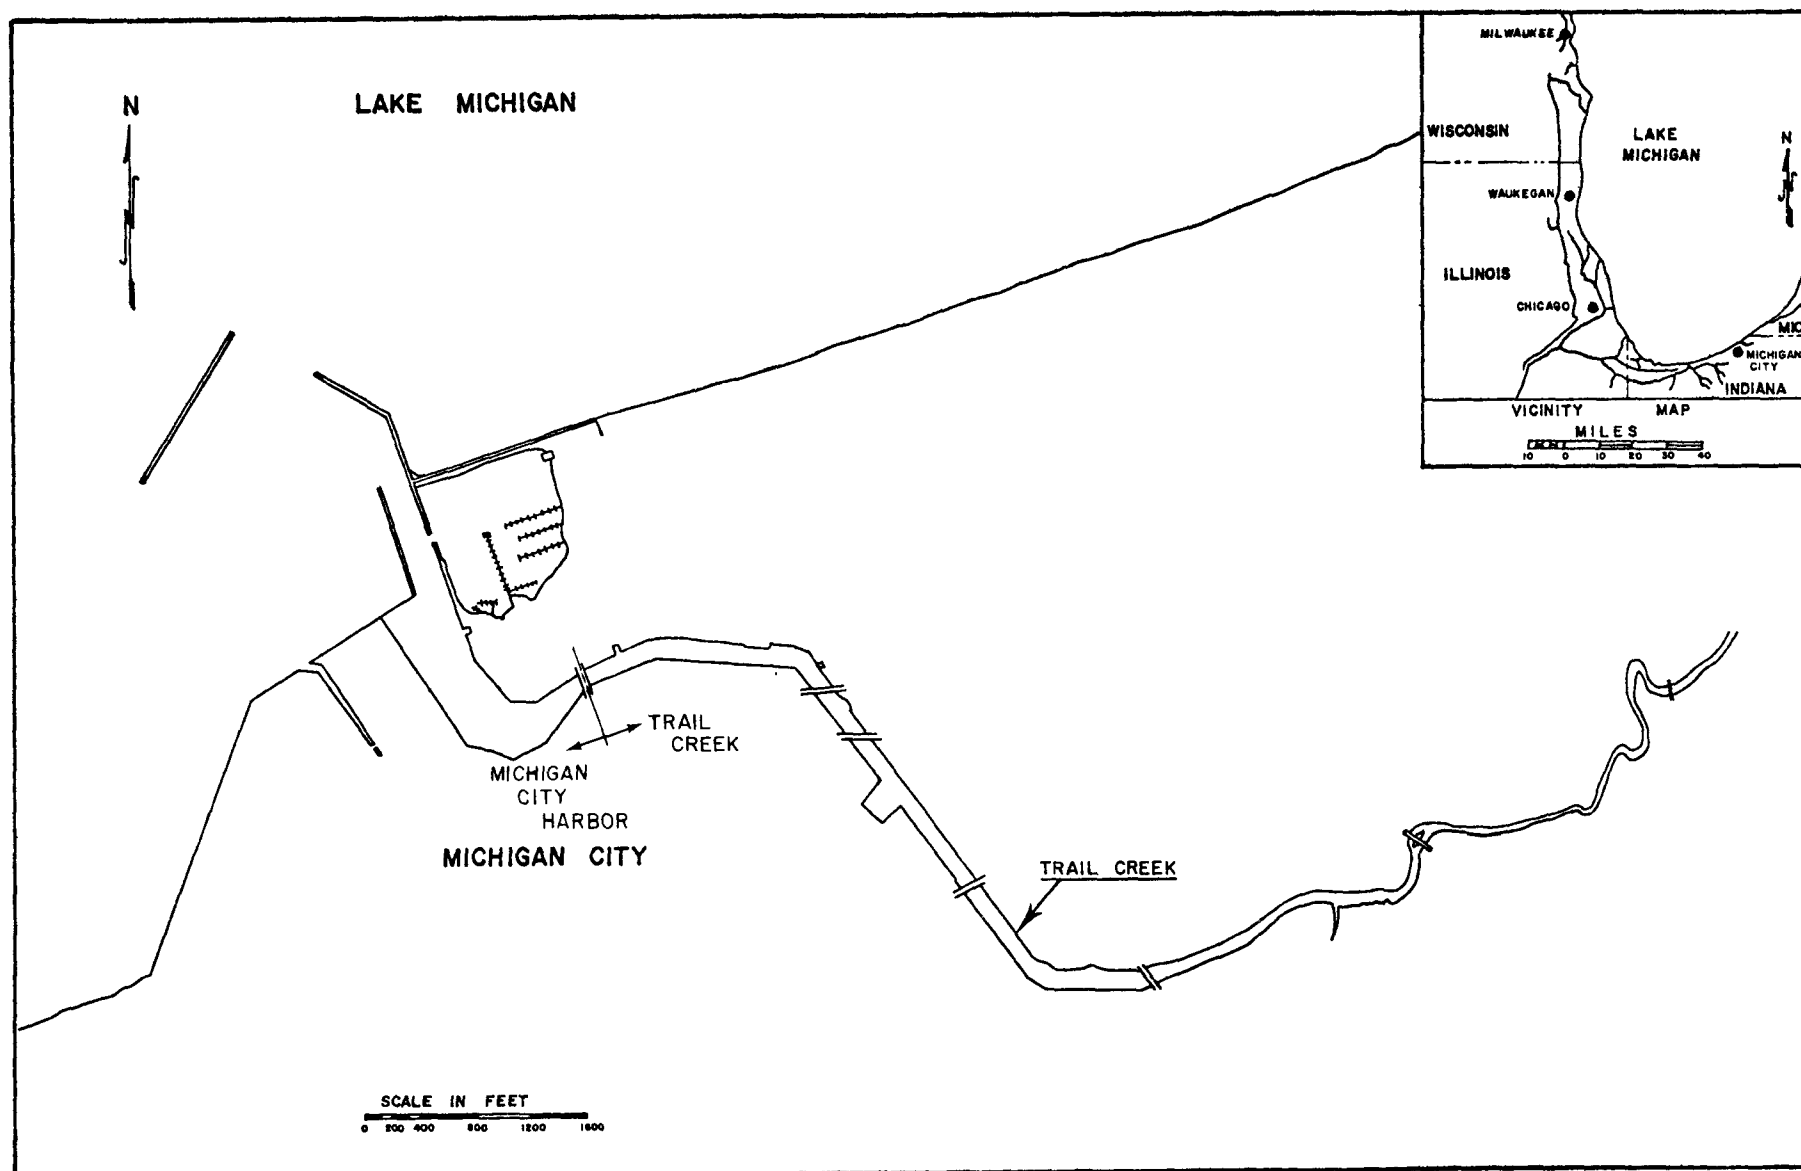 N
LAKE MICHIGAN
TRAIL
CREEK
MICHIGAN
CITY
HARBOR
MICHIGAN CITY
TRAIL CREEK
SCALE IN FEET
0 200 400 800 1200 1600
MILWAUKEE
WISCONSIN
LAKE
MICHIGAN
N
WAUKEGAN
ILLINOIS
CHICAGO
MIC
MICHIGAN
CITY
INDIANA
VICINITY MAP
MILES
10 0 10 20 30 40